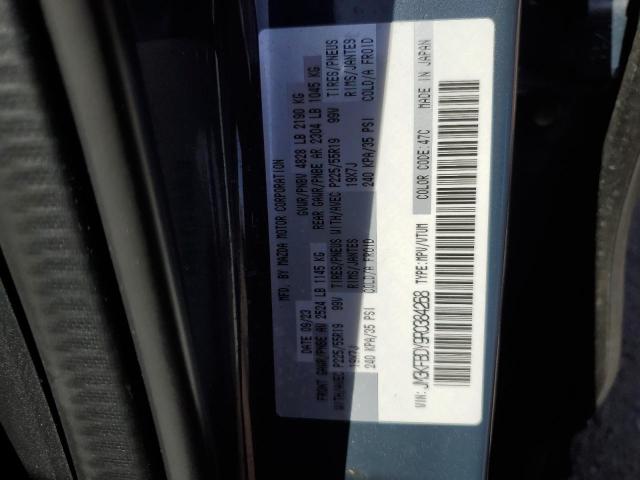 MFD. BY MAZDA MOTOR CORPORATION
DATE 09/23 GVWR/PNBV 4828 LB 2190 KG
FRONT GAWR/PNBE AV 2524 LB 1145 KG REAR GAWR/PNBE AR 2304 LB 1045 KG
WITH/AVEC P225/55R19 99V TIRES/PNEUS WITH/AVEC P225/55R19 99V TIRES/PNEUS
19X7J RIMS/JANTES 19X7J RIMS/JANTES
240 KPA/35 PSI COLD/A FROID 240 KPA/35 PSI COLD/A FROID
VIN: JM3KFBDY9R0384268 TYPE:MPV/VTUM COLOR CODE:47C MADE IN JAPAN